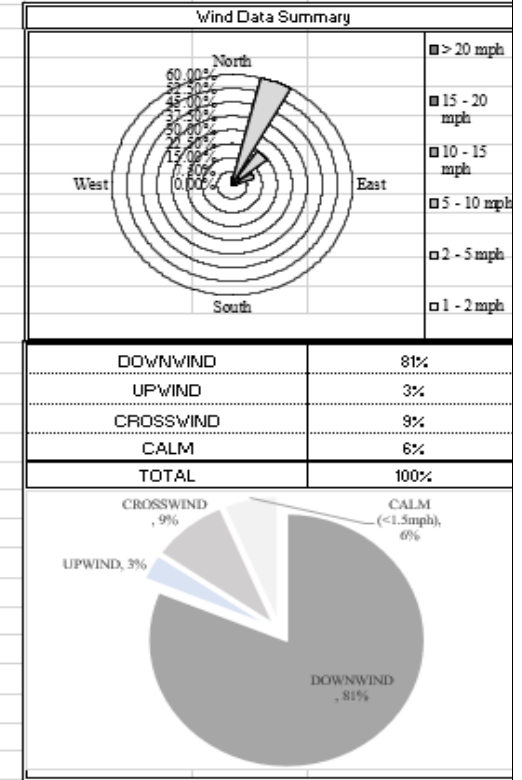 Wind Data Summary
North
60.00%
52.50%
45.00%
37.50%
30.00%
22.50%
15.00%
7.50%
0.00%
West
East
South
> 20 mph
15 - 20
mph
10 - 15
mph
5 - 10 mph
2 - 5 mph
1 - 2 mph
DOWNWIND 81%
UPWIND 3%
CROSSWIND 9%
CALM 6%
TOTAL 100%
CROSSWIND
, 9%
CALM
(<1.5mph),
6%
UPWIND, 3%
DOWNWIND
, 81%